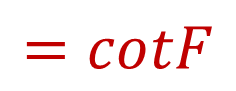 = cotF